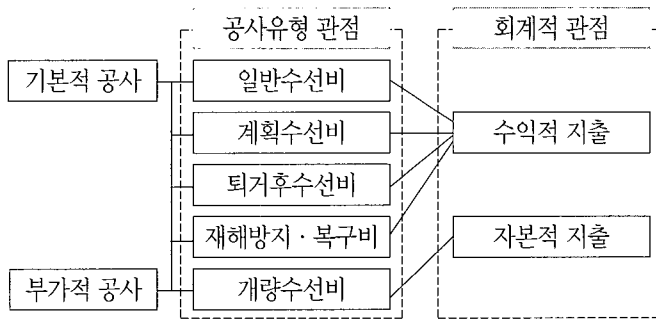 공사유형 관점 회계적 관점
기본적 공사 일반수선비
계획수선비 수익적 지출
퇴거후수선비
재해방지 · 복구비 자본적 지출
부가적 공사 개량수선비